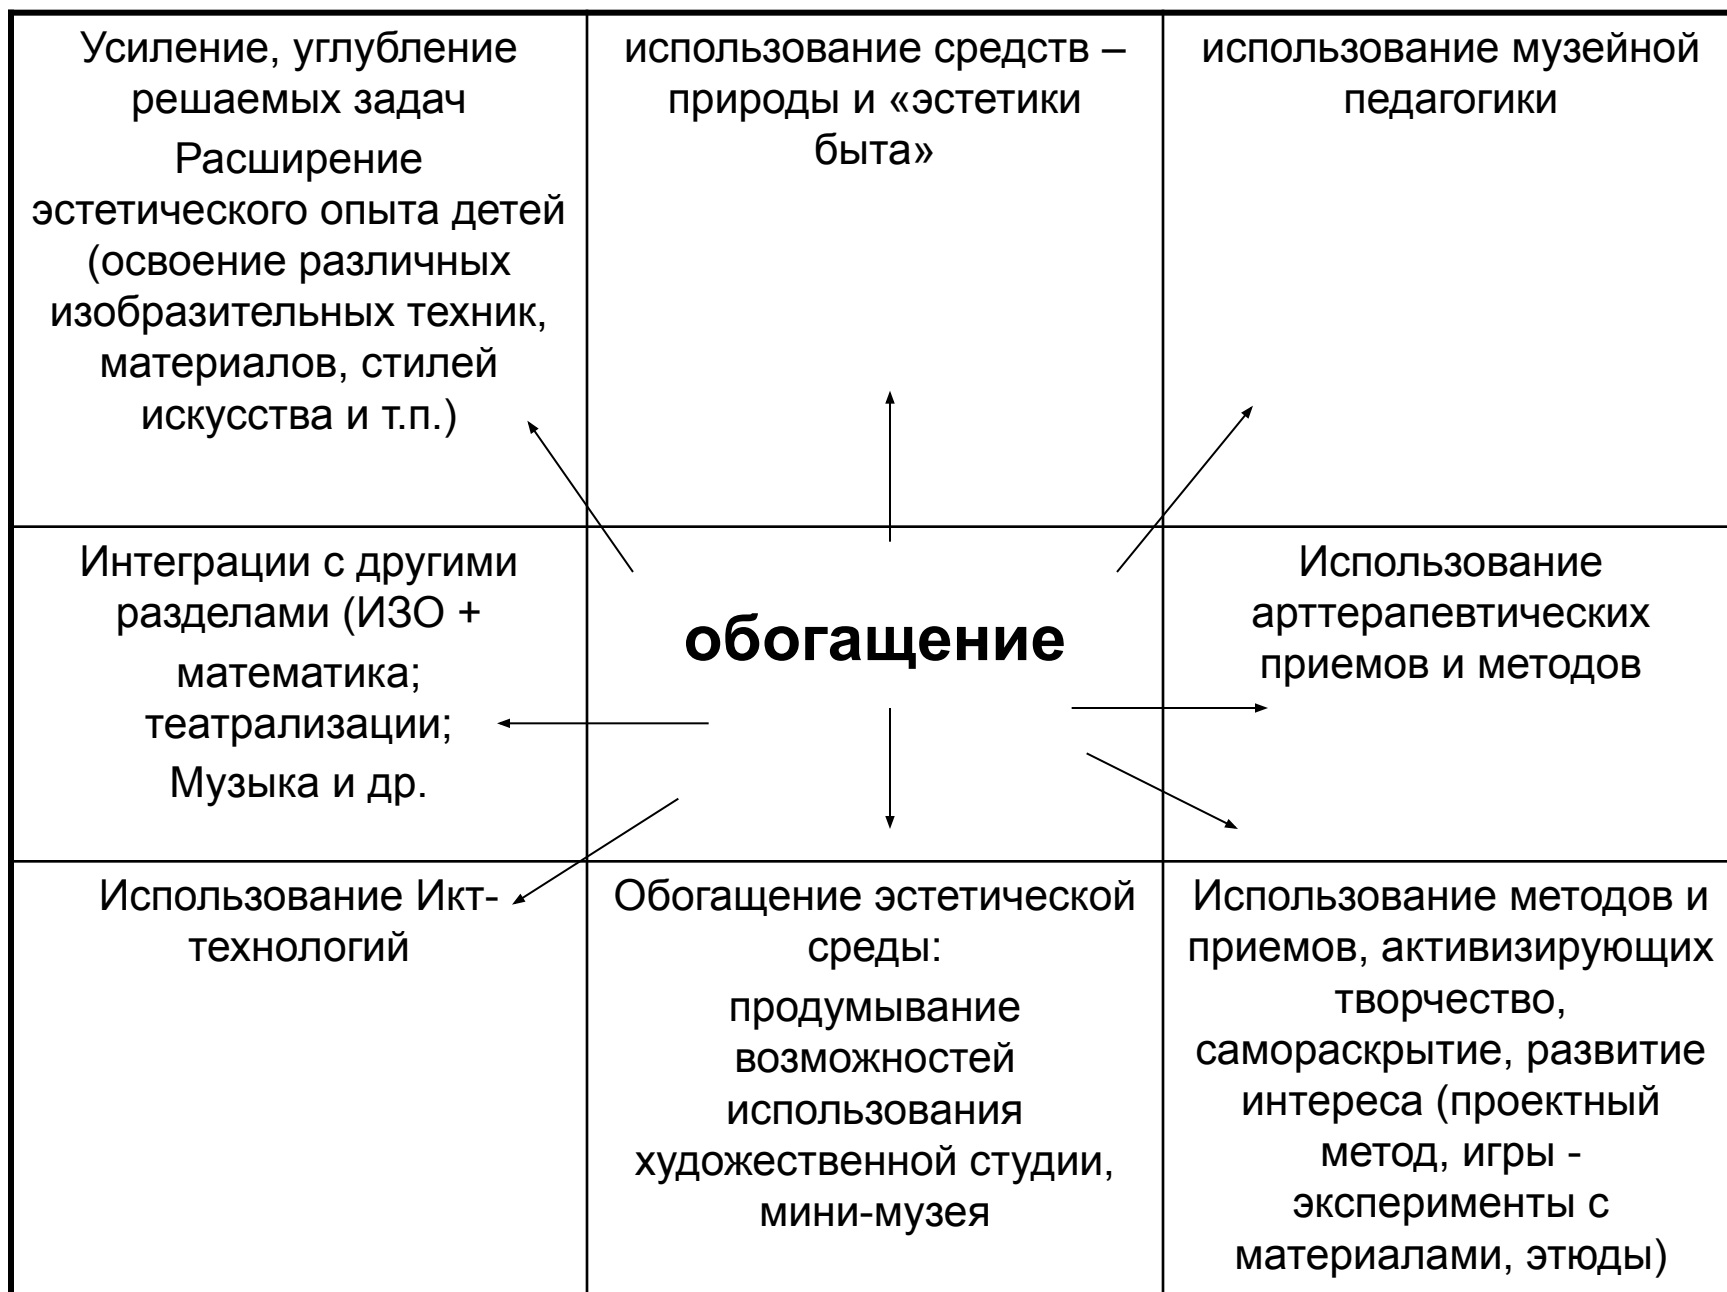 Усиление, углубление
решаемых задач
Расширение
эстетического опыта детей
(освоение различных
изобразительных техник,
материалов, стилей
искусства и т.п.)
использование средств –
природы и «эстетики
быта»
использование музейной
педагогики
Интеграции с другими
разделами (ИЗО +
математика;
театрализации;
Музыка и др.
обогащение
Использование
арттерапевтических
приемов и методов
Использование Икт-
технологий
Обогащение эстетической
среды:
продумывание
возможностей
использования
художественной студии,
мини-музея
Использование методов и
приемов, активизирующих
творчество,
самораскрытие, развитие
интереса (проектный
метод, игры -
эксперименты с
материалами, этюды)